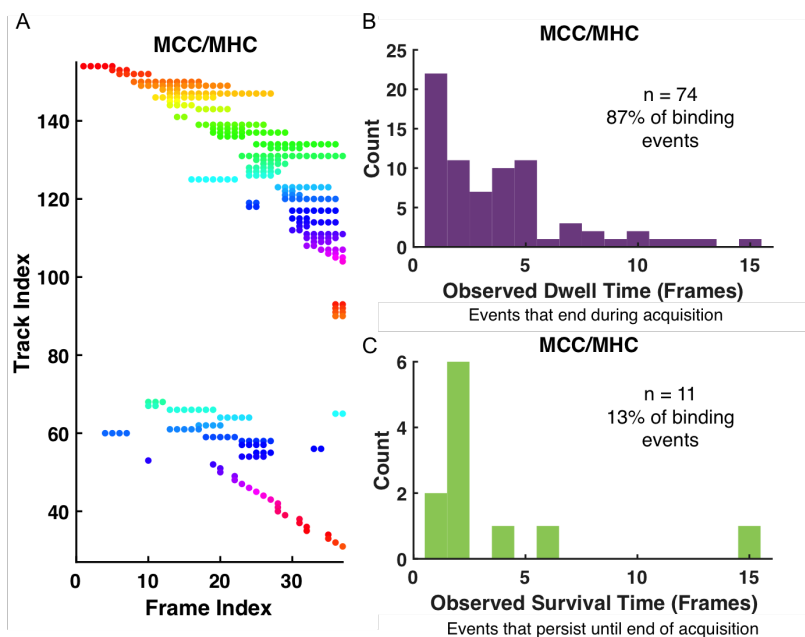 A
MCC/MHC
Track Index
140
120
100
80
60
40
10
20
30
Frame Index
B
MCC/MHC
25
20
15
10
5
0
Count
n = 74
87% of binding
events
0
5
10
15
Observed Dwell Time (Frames)
Events that end during acquisition
C
MCC/MHC
6
4
2
0
Count
n = 11
13% of binding
events
0
5
10
15
Observed Survival Time (Frames)
Events that persist until end of acquisition